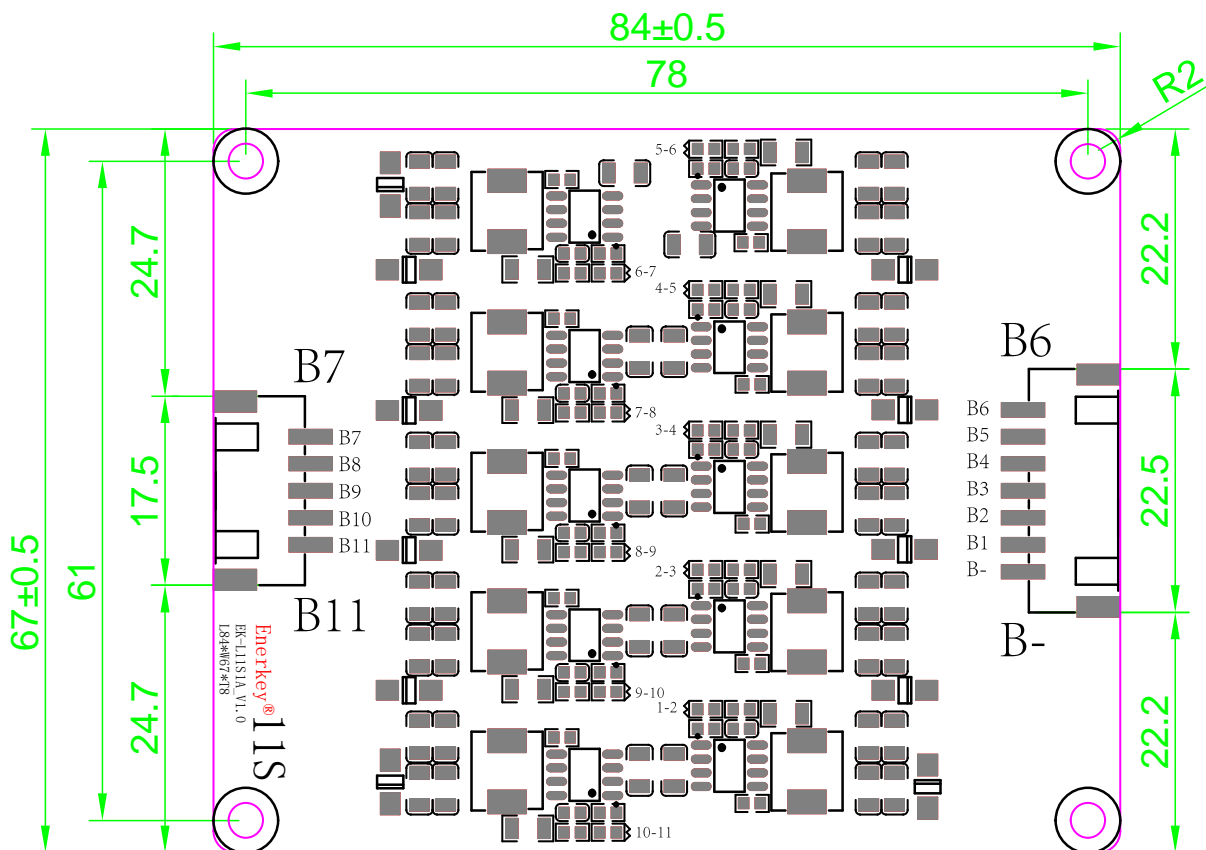 84±0.5
78
R2
67±0.5
61
24.7
17.5
24.7
22.2
22.5
22.2
5-6
6-7
4-5
7-8
3-4
8-9
2-3
9-10
1-2
10-11
B7
B7
B8
B9
B10
B11
B11
B6
B6
B5
B4
B3
B2
B1
B-
B-
Enerkey®
EK-L11S1A_V1.0
L84*W67*T8
11S